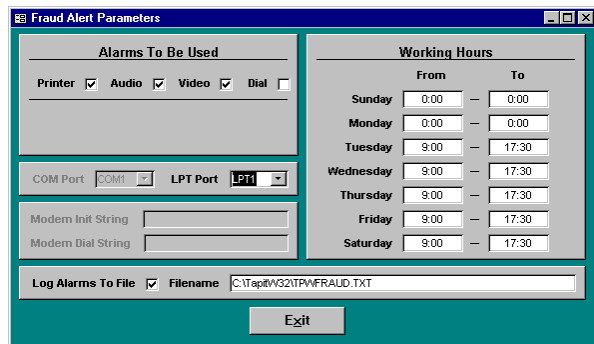 Fraud Alert Parameters
Alarms To Be Used
Printer Audio Video Dial
COM Port COM1 LPT Port LPT1
Modern Init String
Modern Dial String
Working Hours
From To
Sunday 0:00 — 0:00
Monday 0:00 — 0:00
Tuesday 9:00 — 17:30
Wednesday 9:00 — 17:30
Thursday 9:00 — 17:30
Friday 9:00 — 17:30
Saturday 9:00 — 17:30
Log Alarms To File Filename C:\TapitW32\TPWFRAUD.TXT
Exit